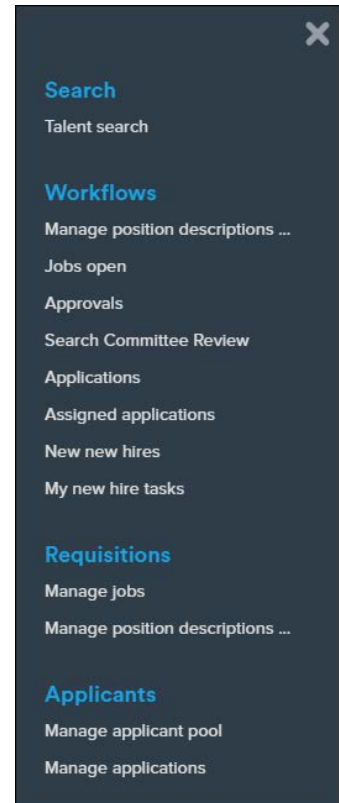 Search
Talent search
Workflows
Manage position descriptions ...
Jobs open
Approvals
Search Committee Review
Applications
Assigned applications
New new hires
My new hire tasks
Requisitions
Manage jobs
Manage position descriptions ...
Applicants
Manage applicant pool
Manage applications